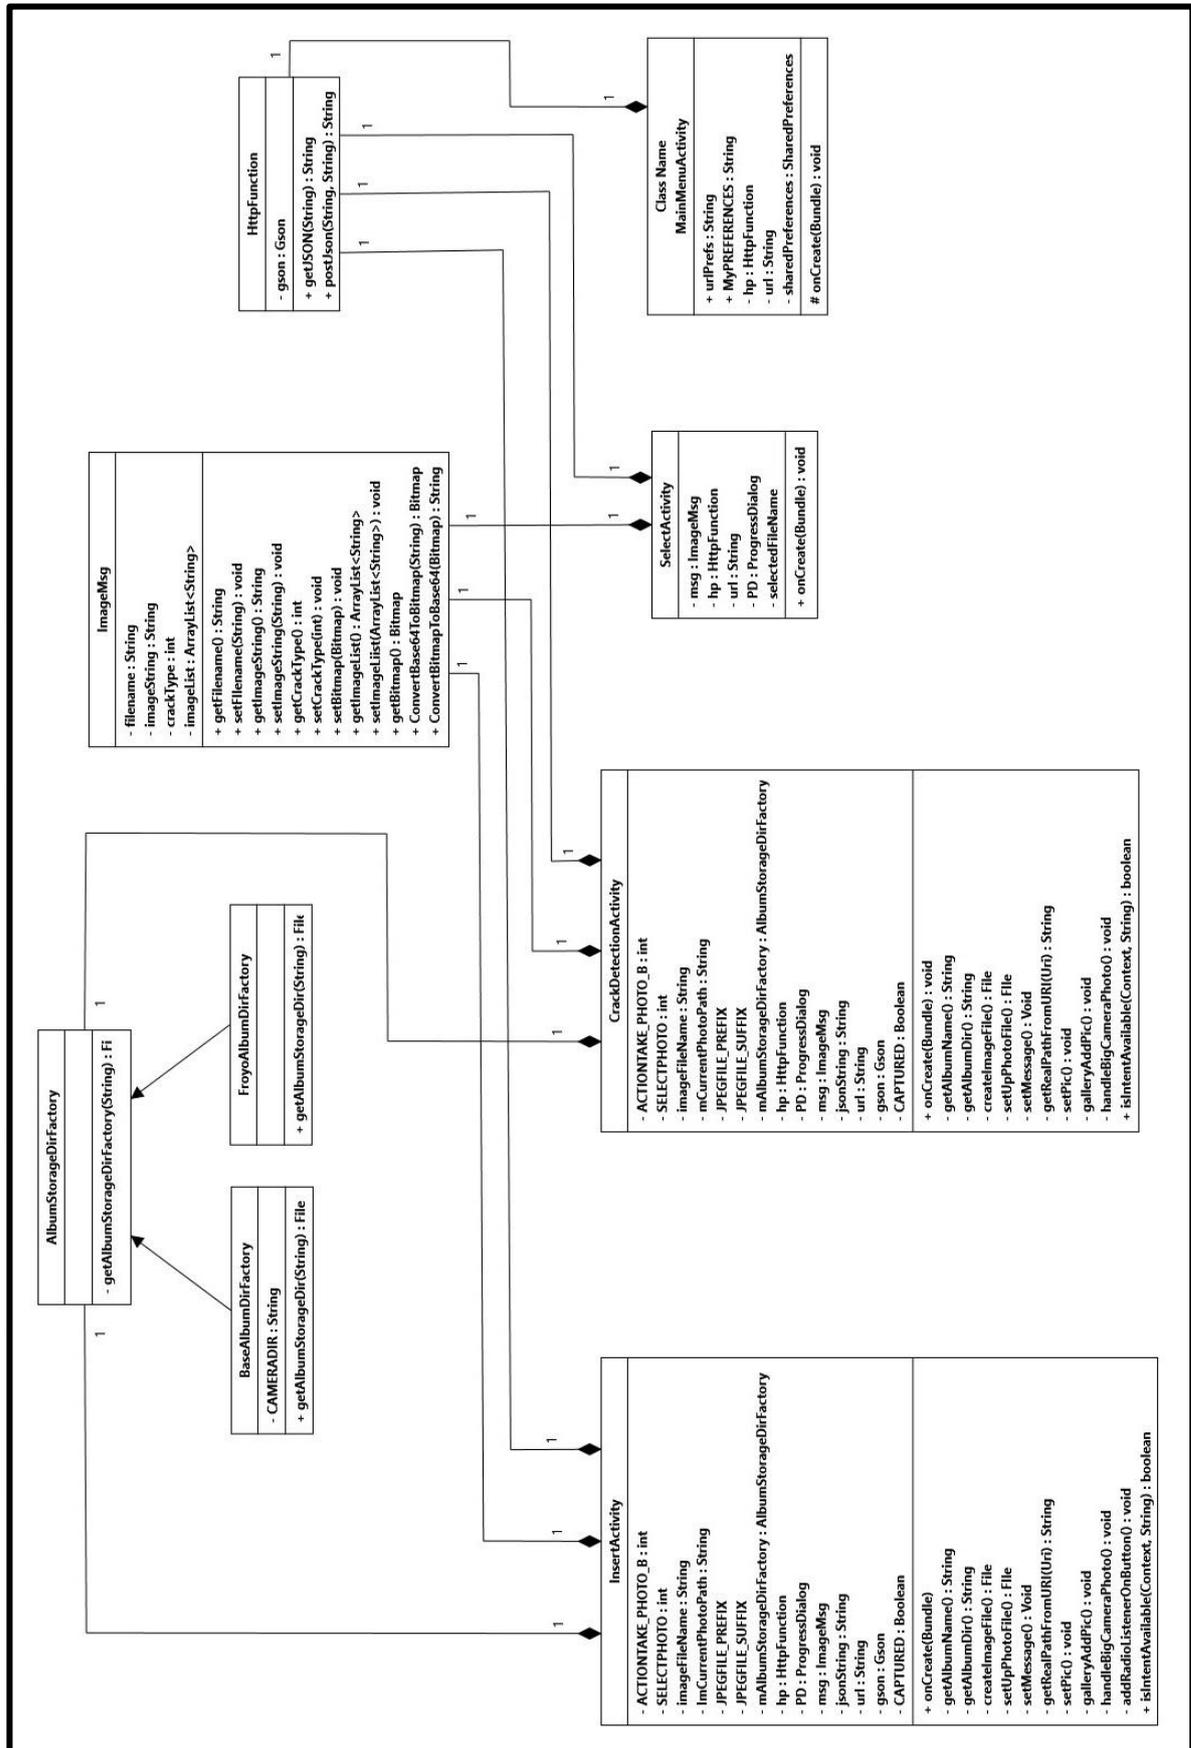 AlbumStorageDirFactory
- getAlbumStorageDirFactory(String) : Fi
1
1
BaseAlbumDirFactory
- CAMERADIR : String
+ getAlbumStorageDir(String) : File
FroyoAlbumDirFactory
+ getAlbumStorageDir(String) : File
ImageMsg
- filename : String
- imageString : String
- crackType : int
- imageList : ArrayList<String>
+ getFilename() : String
+ setFIlename(String) : void
+ getImageString() : String
+ setImageString(String) : void
+ getCrackType() : int
+ setCrackType(int) : void
+ setBitmap(Bitmap) : void
+ getImageList() : ArrayList<String>
+ setImageLiist(ArrayList<String>) : void
+ getBitmap() : Bitmap
+ ConvertBase64ToBitmap(String) : Bitmap
+ ConvertBitmapToBase64(Bitmap) : String
1
1
1
HttpFunction
- gson : Gson
+ getJSON(String) : String
+ postJson(String, String) : String
1
1
1
1
InsertActivity
- ACTIONTAKE_PHOTO_B : int
- SELECTPHOTO : int
- imageFileName : String
- ImCurrentPhotoPath : String
- JPEGFILE_PREFIX
- JPEGFILE_SUFFIX
- mAlbumStorageDirFactory : AlbumStorageDirFactory
- hp : HttpFunction
- PD : ProgressDialog
- msg : ImageMsg
- jsonString : String
- url : String
- gson : Gson
- CAPTURED : Boolean
+ onCreate(Bundle)
- getAlbumName() : String
- getAlbumDir() : String
- createImageFile() : File
- setUpPhotoFile() : FIle
- setMessage() : Void
- getRealPathFromURI(Uri) : String
- setPic() : void
- galleryAddPic() : void
- handleBigCameraPhoto() : void
- addRadioListenerOnButton() : void
+ isIntentAvailable(Context, String) : boolean
1
1
1
CrackDetectionActivity
- ACTIONTAKE_PHOTO_B : int
- SELECTPHOTO : int
- imageFileName : String
- mCurrentPhotoPath : String
- JPEGFILE_PREFIX
- JPEGFILE_SUFFIX
- mAlbumStorageDirFactory : AlbumStorageDirFactory
- hp : HttpFunction
- PD : ProgressDialog
- msg : ImageMsg
- jsonString : String
- url : String
- gson : Gson
- CAPTURED : Boolean
+ onCreate(Bundle) : void
- getAlbumName() : String
- getAlbumDir() : String
- createImageFile() : File
- setUpPhotoFile() : FIle
- setMessage() : Void
- getRealPathFromURI(Uri) : String
- setPic() : void
- galleryAddPic() : void
- handleBigCameraPhoto() : void
+ isIntentAvailable(Context, String) : boolean
1
1
1
SelectActivity
- msg : ImageMsg
- hp : HttpFunction
- url : String
- PD : ProgressDialog
- selectedFileName
+ onCreate(Bundle) : void
1
1
Class Name
MainMenuActivity
+ urlPrefs : String
+ MyPREFERENCES : String
- hp : HttpFunction
- url : String
- sharedPreferences : SharedPreferences
# onCreate(Bundle) : void
1